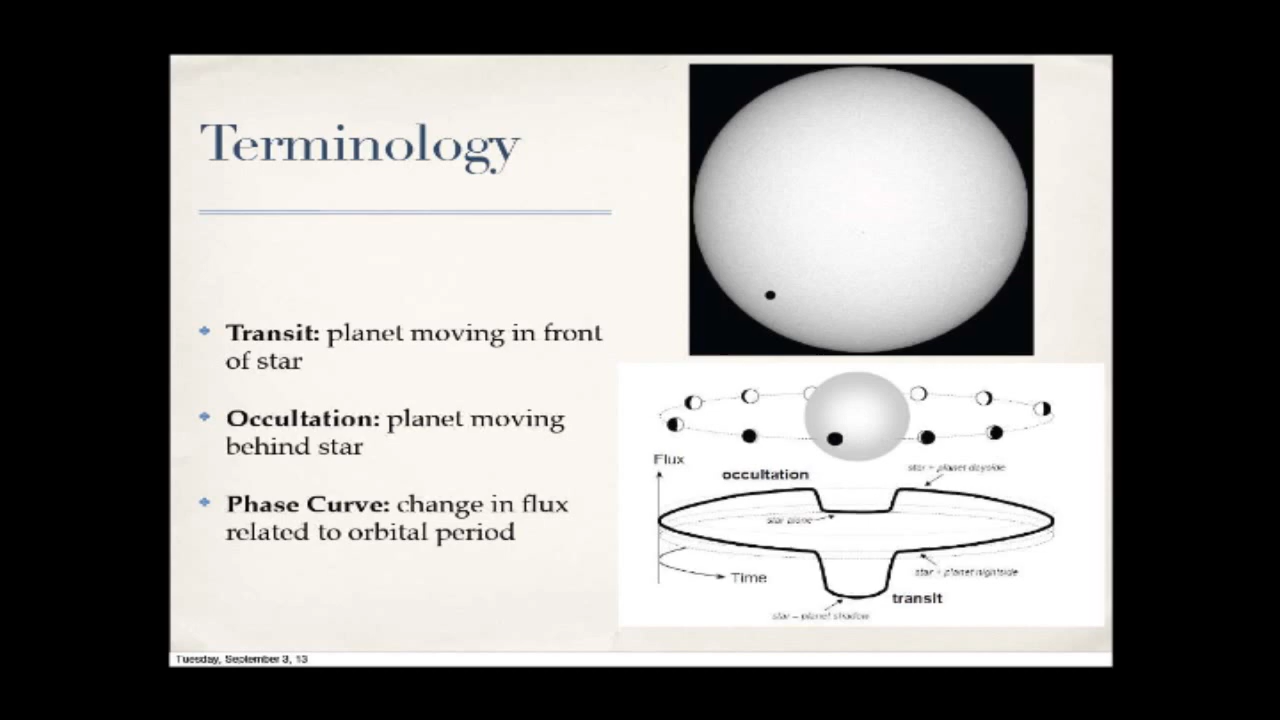 Terminology
Transit: planet moving in front
of star
Occultation: planet moving
behind star
Phase Curve: change in flux
related to orbital period
Flux
occultation
star + planet dayside
star alone
Time
star + planet nightside
transit
star – planet shadow
Tuesday, September 3, 13